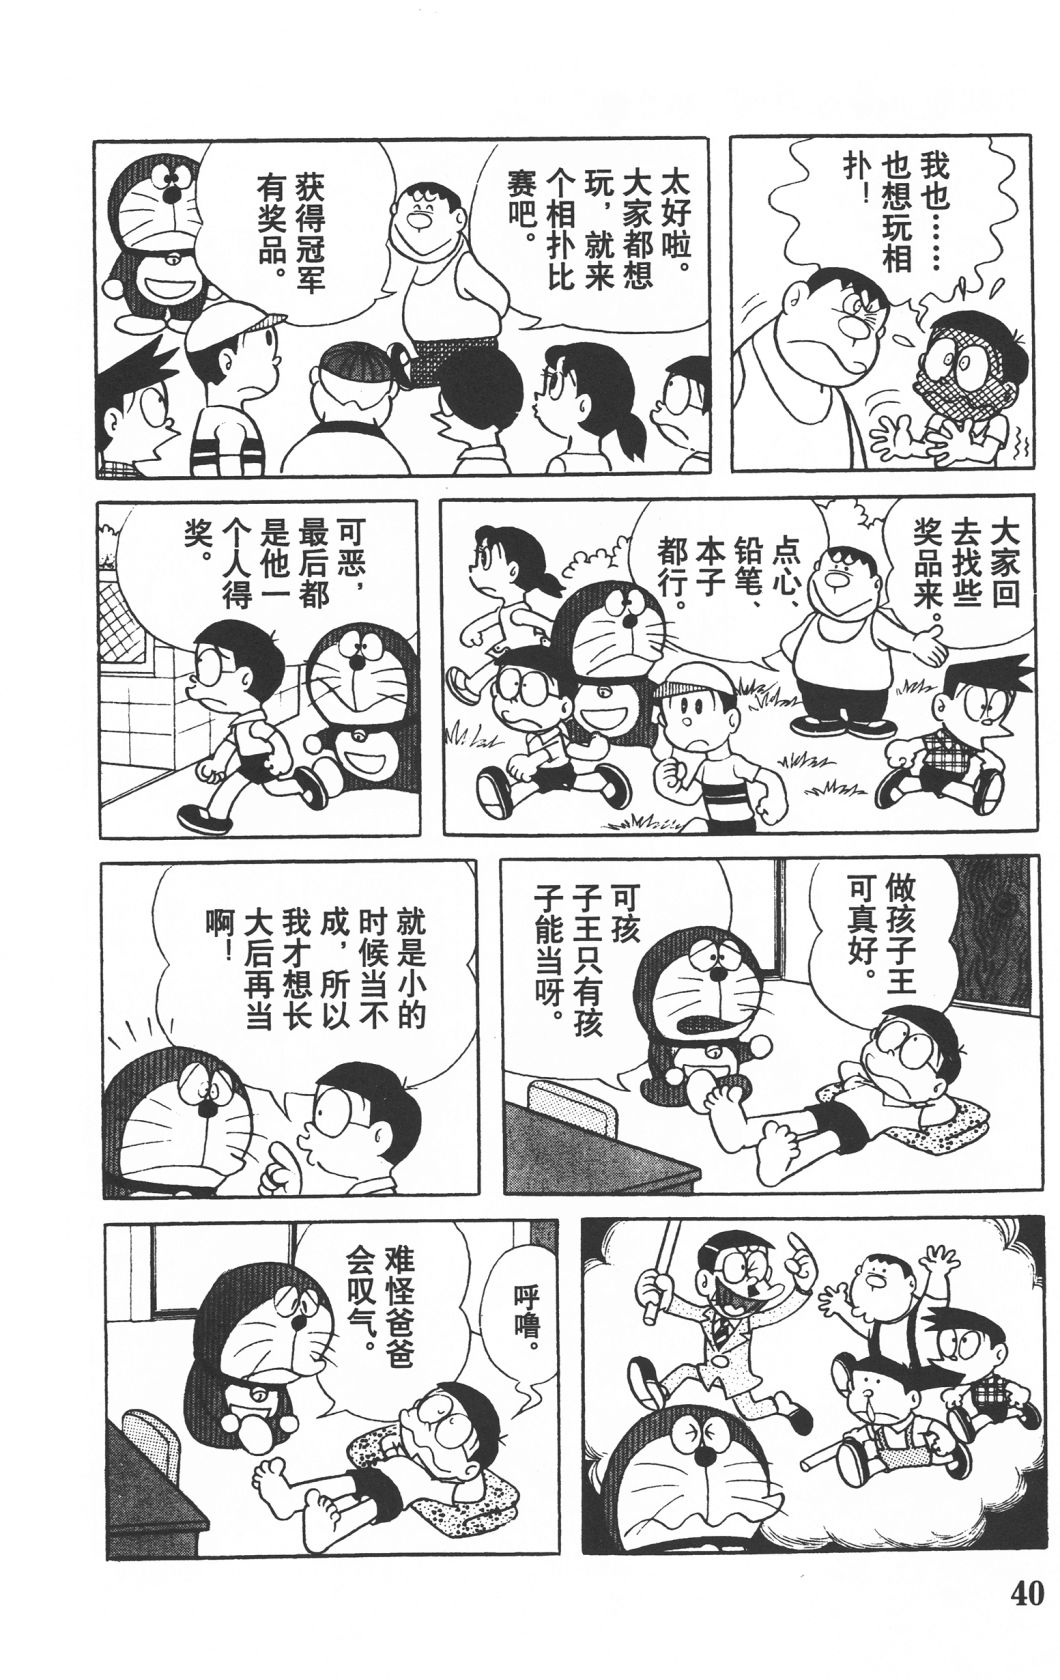 我也……
也想玩相
扑！
太好啦。
大家都想
玩，就来
个相扑比
赛吧。
获得冠军
有奖品。
大家回
去找些
奖品来。
点心、
铅笔、
本子
都行。
可恶，
最后都
是他一
个人得
奖。
做孩子王
可真好。
可孩
子王只有孩
子能当呀。
就是小的
时候当不
成，所以
我才想长
大后再当
啊！
呼噜。
难怪爸爸
会叹气。
40